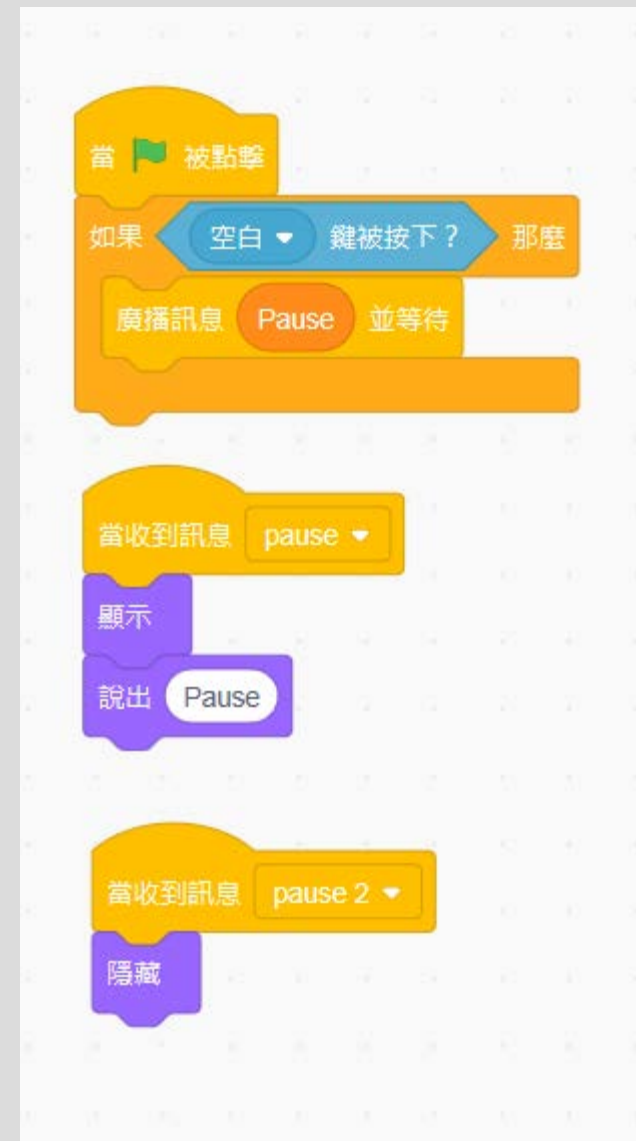 當 被點擊
如果 空白 鍵被按下？ 那麼
廣播訊息 Pause 並等待
當收到訊息 pause
顯示
說出 Pause
當收到訊息 pause 2
隱藏